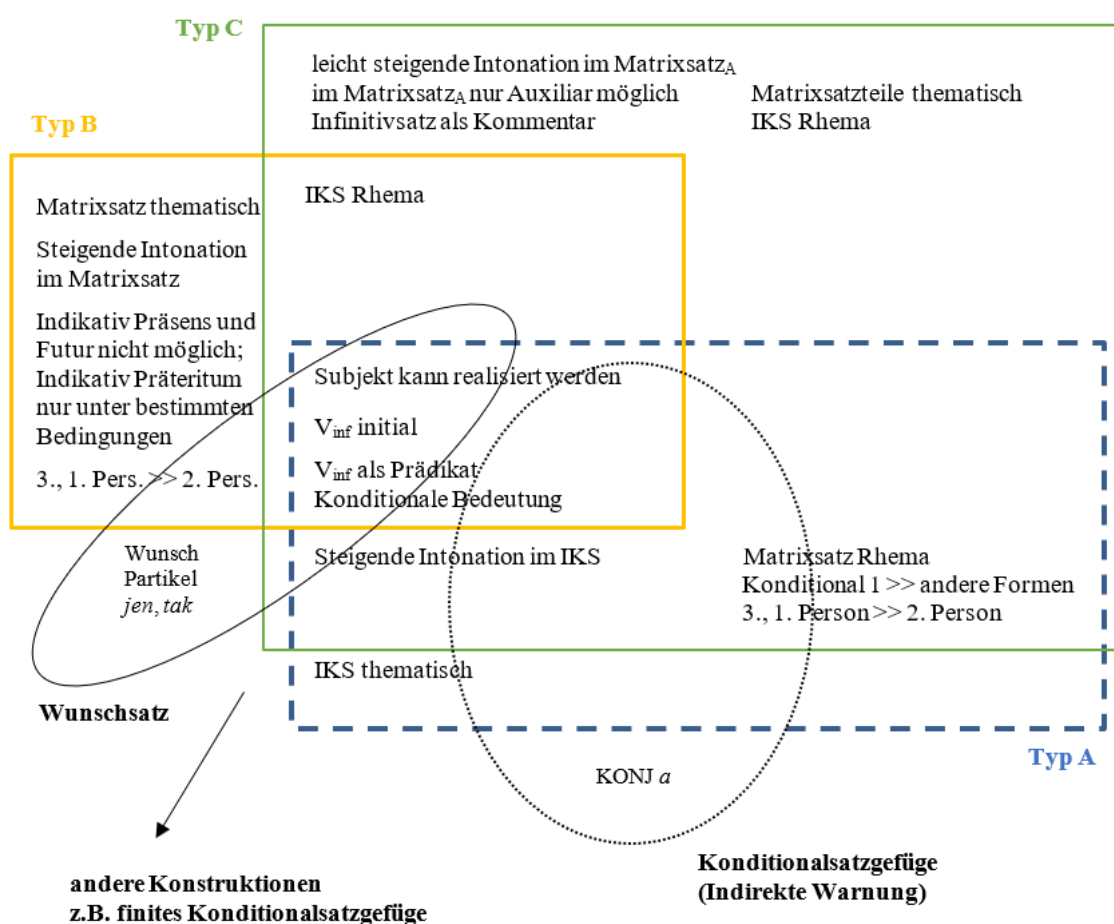 Typ C
leicht steigende Intonation im Matrixsatz_A
im Matrixsatz_A nur Auxiliar möglich
Infinitivsatz als Kommentar
Matrixsatzteile thematisch
IKS Rhema
Typ B
Matrixsatz thematisch
Steigende Intonation
im Matrixsatz
Indikativ Präsens und
Futur nicht möglich;
Indikativ Präteritum
nur unter bestimmten
Bedingungen
3., 1. Pers. >> 2. Pers.
IKS Rhema
Subjekt kann realisiert werden
V_inf initial
V_inf als Prädikat
Konditionale Bedeutung
Wunsch
Partikel
jen, tak
Steigende Intonation im IKS
Matrixsatz Rhema
Konditional 1 >> andere Formen
3., 1. Person >> 2. Person
IKS thematisch
Wunschsatz
Typ A
KONJ a
Konditionalsatzgefüge
(Indirekte Warnung)
andere Konstruktionen
z.B. finites Konditionalsatzgefüge